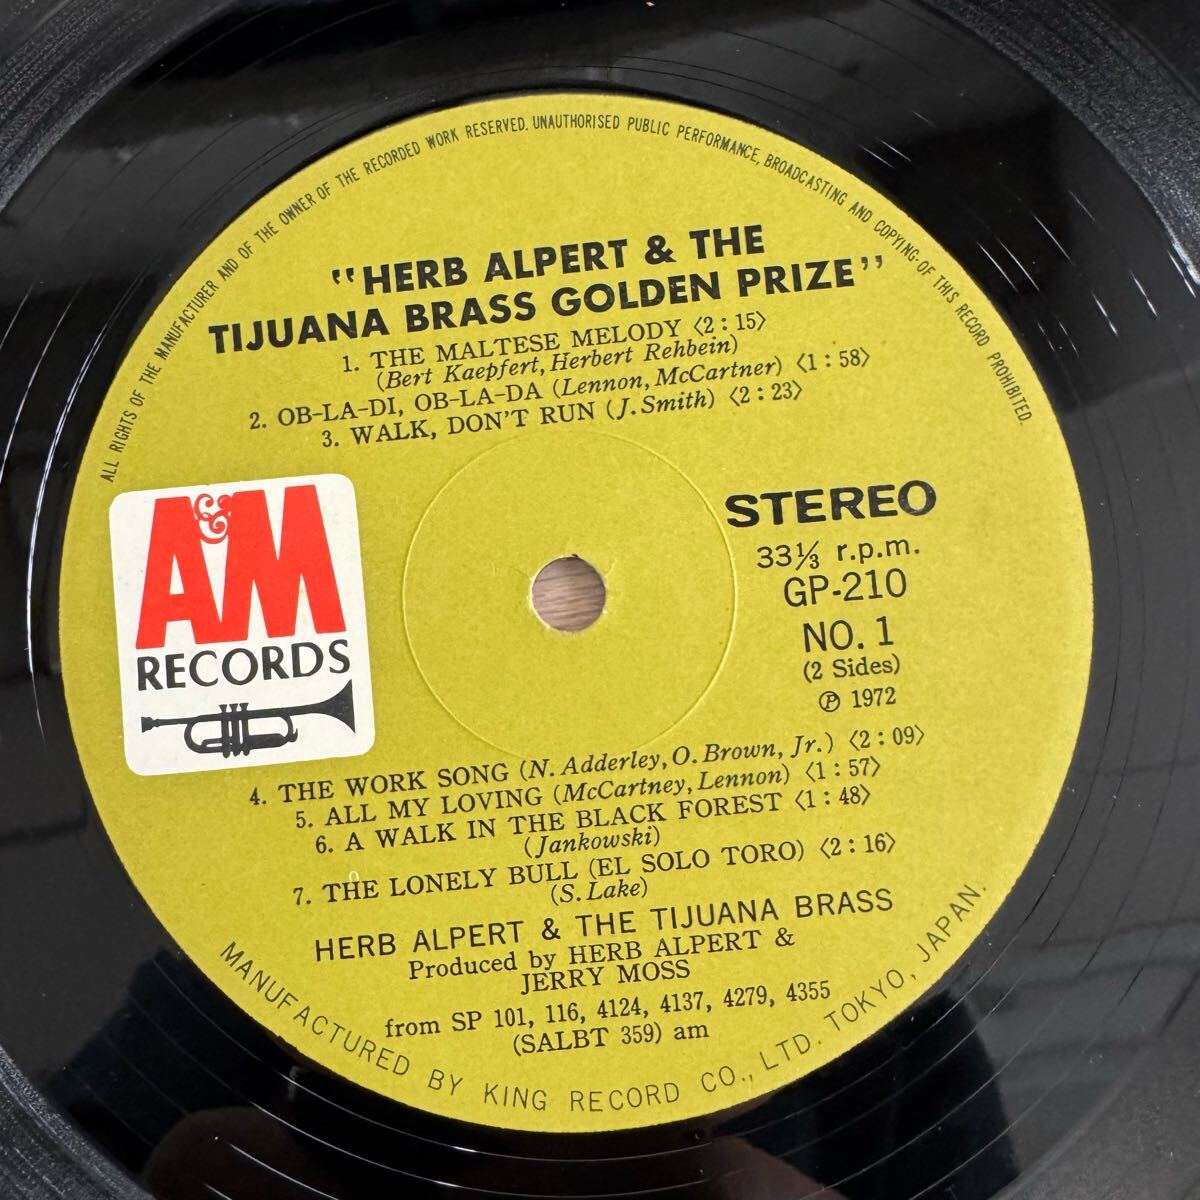 ALL RIGHTS OF THE MANUFACTURER AND OF THE OWNER OF THE RECORDED WORK RESERVED. UNAUTHORISED PUBLIC PERFORMANCE, BROADCASTING AND COPYING OF THIS RECORD PROHIBITED.
"HERB ALPERT & THE
TIJUANA BRASS GOLDEN PRIZE"
1. THE MALTESE MELODY 〈2:15〉
(Bert Kaepfert, Herbert Rehbein)
2. OB-LA-DI, OB-LA-DA (Lennon, McCartner) 〈1:58〉
3. WALK, DON'T RUN (J. Smith) 〈2:23〉
A&M
RECORDS
STEREO
33⅓ r.p.m.
GP-210
NO. 1
(2 Sides)
Ⓟ 1972
4. THE WORK SONG (N. Adderley, O. Brown, Jr.) 〈2:09〉
5. ALL MY LOVING (McCartney, Lennon) 〈1:57〉
6. A WALK IN THE BLACK FOREST 〈1:48〉
(Jankowski)
7. THE LONELY BULL (EL SOLO TORO) 〈2:16〉
(S. Lake)
HERB ALPERT & THE TIJUANA BRASS
Produced by HERB ALPERT &
JERRY MOSS
from SP 101, 116, 4124, 4137, 4279, 4355
(SALBT 359) am
MANUFACTURED BY KING RECORD CO., LTD. TOKYO, JAPAN.